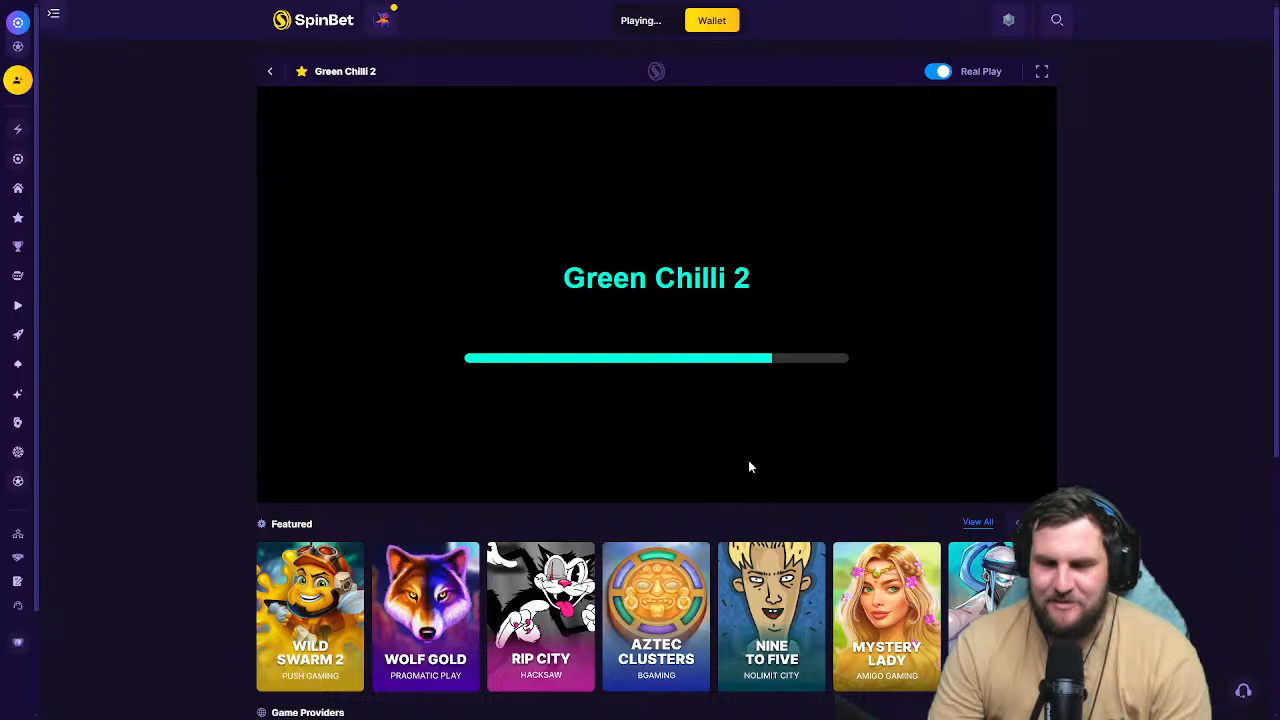 SpinBet
Playing...
Wallet
Green Chilli 2
Real Play
Green Chilli 2
Featured
View All
WILD
SWARM 2
PUSH GAMING
WOLF GOLD
PRAGMATIC PLAY
RIP CITY
HACKSAW
AZTEC
CLUSTERS
BGAMING
NINE
TO FIVE
NOLIMIT CITY
MYSTERY
LADY
AMIGO GAMING
Game Providers